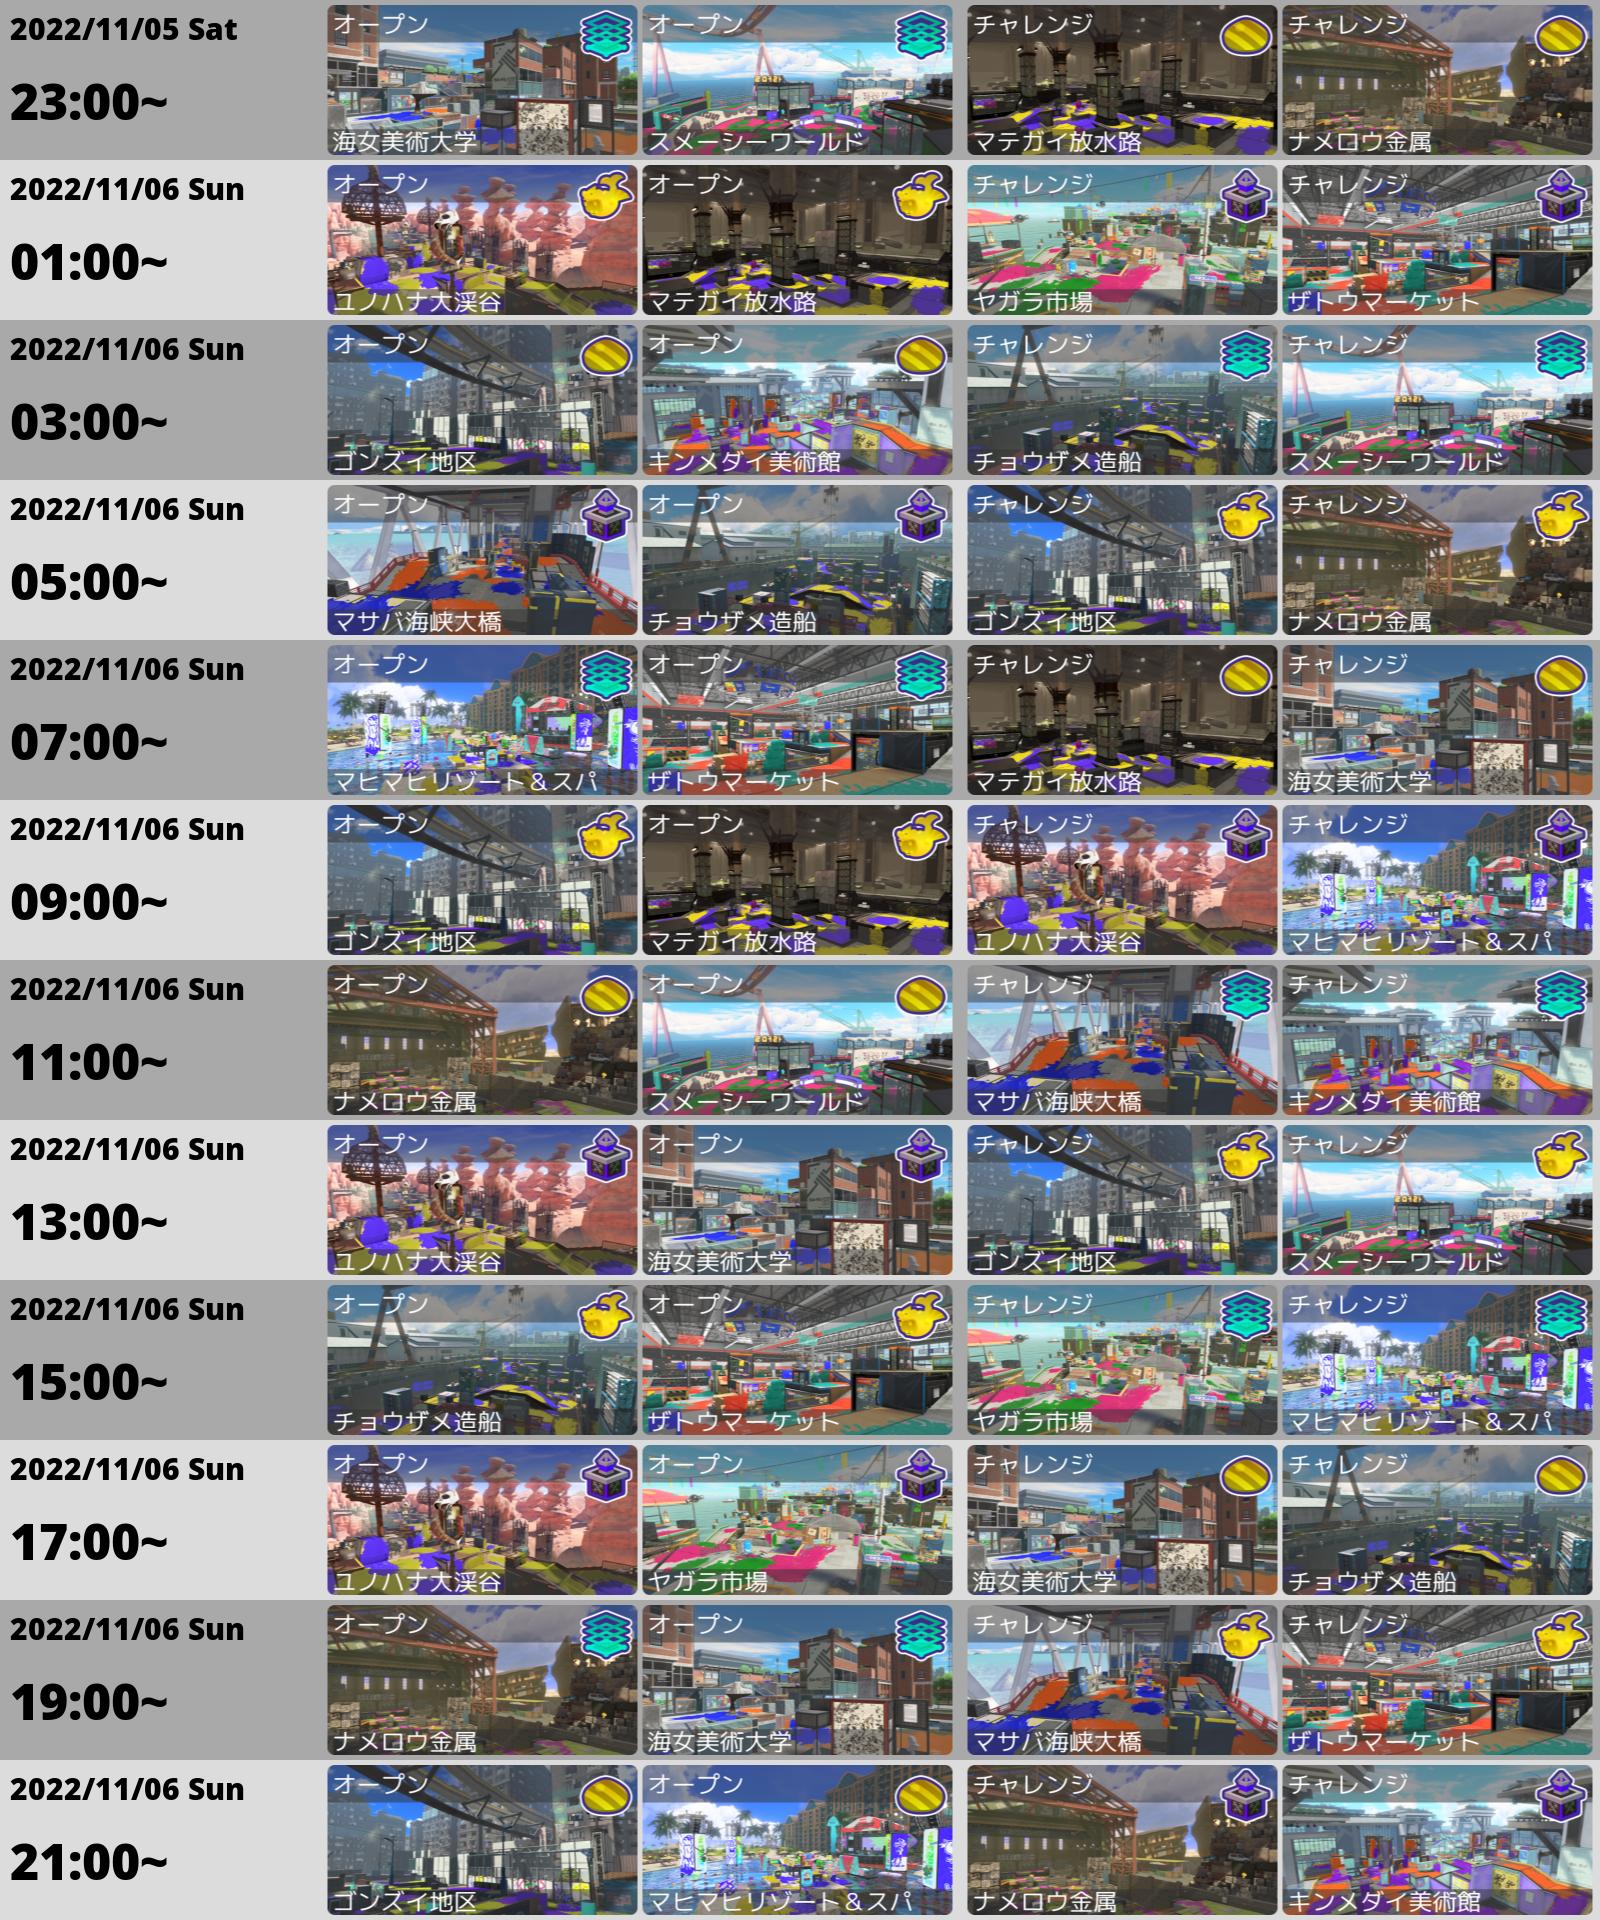 2022/11/05 Sat
23:00~
オープン
海女美術大学
オープン
スメーシーワールド
チャレンジ
マテガイ放水路
チャレンジ
ナメロウ金属
2022/11/06 Sun
01:00~
オープン
ユノハナ大渓谷
オープン
マテガイ放水路
チャレンジ
ヤガラ市場
チャレンジ
ザトウマーケット
2022/11/06 Sun
03:00~
オープン
ゴンズイ地区
オープン
キンメダイ美術館
チャレンジ
チョウザメ造船
チャレンジ
スメーシーワールド
2022/11/06 Sun
05:00~
オープン
マサバ海峡大橋
オープン
チョウザメ造船
チャレンジ
ゴンズイ地区
チャレンジ
ナメロウ金属
2022/11/06 Sun
07:00~
オープン
マヒマヒリゾート&スパ
オープン
ザトウマーケット
チャレンジ
マテガイ放水路
チャレンジ
海女美術大学
2022/11/06 Sun
09:00~
オープン
ゴンズイ地区
オープン
マテガイ放水路
チャレンジ
ユノハナ大渓谷
チャレンジ
マヒマヒリゾート&スパ
2022/11/06 Sun
11:00~
オープン
ナメロウ金属
オープン
スメーシーワールド
チャレンジ
マサバ海峡大橋
チャレンジ
キンメダイ美術館
2022/11/06 Sun
13:00~
オープン
ユノハナ大渓谷
オープン
海女美術大学
チャレンジ
ゴンズイ地区
チャレンジ
スメーシーワールド
2022/11/06 Sun
15:00~
オープン
チョウザメ造船
オープン
ザトウマーケット
チャレンジ
ヤガラ市場
チャレンジ
マヒマヒリゾート&スパ
2022/11/06 Sun
17:00~
オープン
ユノハナ大渓谷
オープン
ヤガラ市場
チャレンジ
海女美術大学
チャレンジ
チョウザメ造船
2022/11/06 Sun
19:00~
オープン
ナメロウ金属
オープン
海女美術大学
チャレンジ
マサバ海峡大橋
チャレンジ
ザトウマーケット
2022/11/06 Sun
21:00~
オープン
ゴンズイ地区
オープン
マヒマヒリゾート&スパ
チャレンジ
ナメロウ金属
チャレンジ
キンメダイ美術館